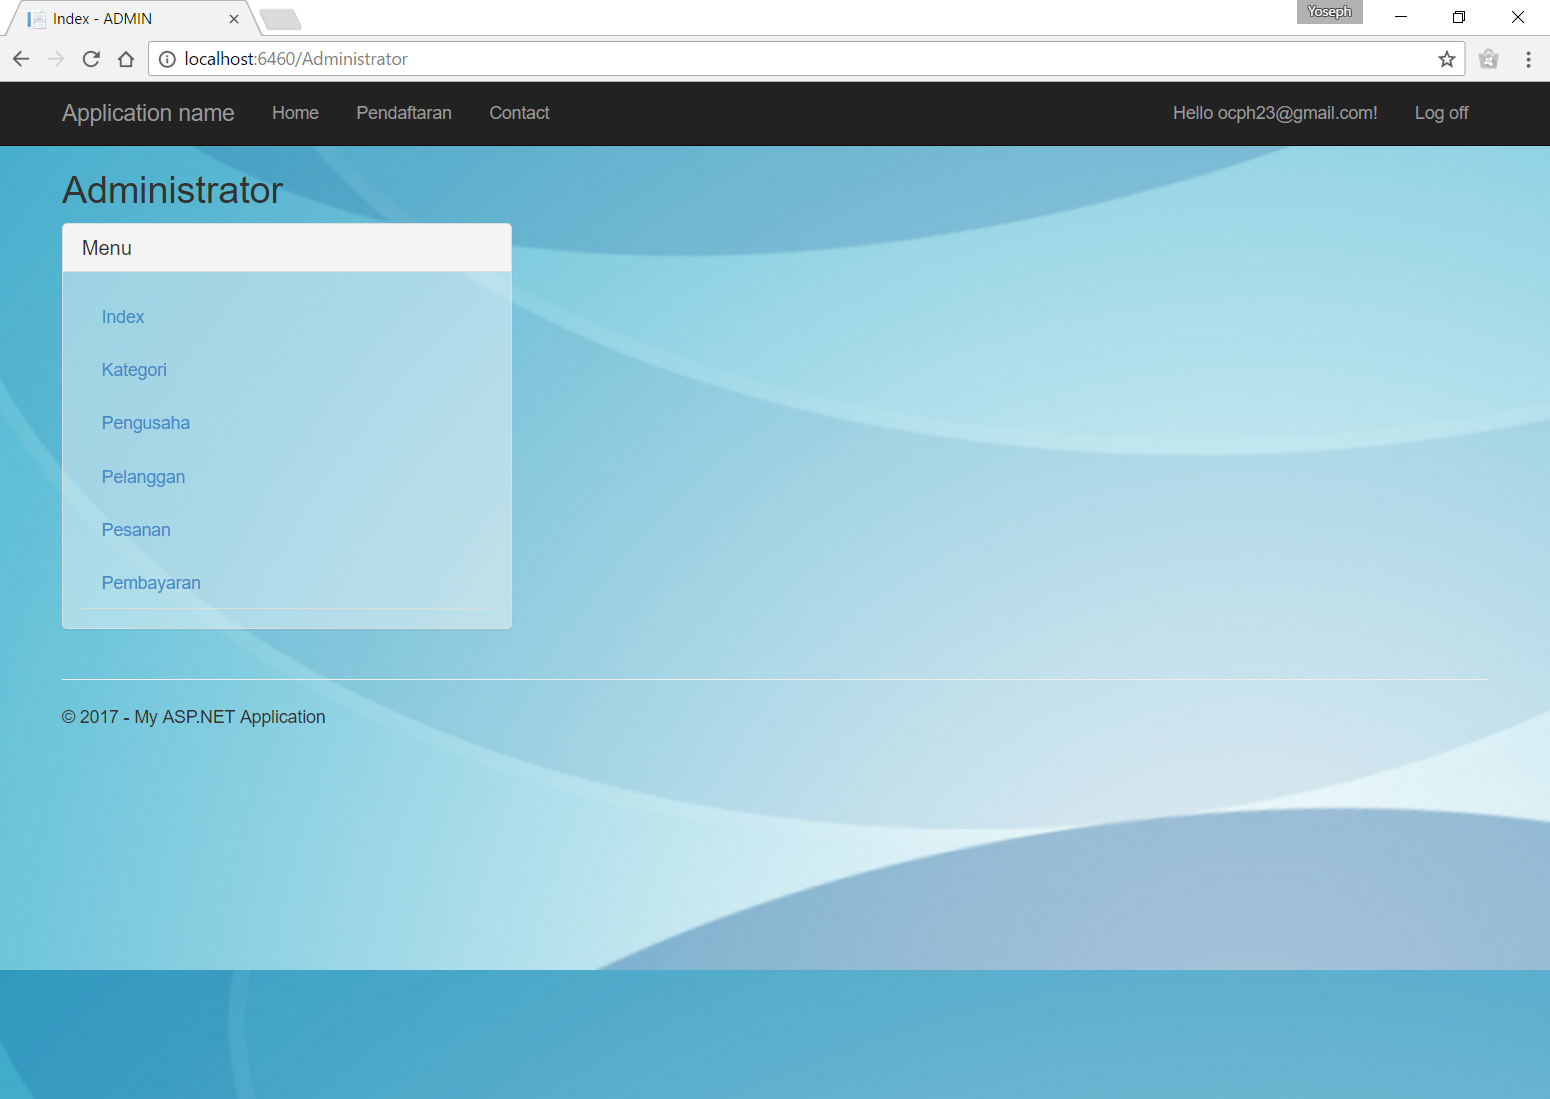 Index - ADMIN
Yoseph
localhost:6460/Administrator
Application name Home Pendaftaran Contact Hello ocph23@gmail.com! Log off
Administrator
Menu
Index
Kategori
Pengusaha
Pelanggan
Pesanan
Pembayaran
© 2017 - My ASP.NET Application